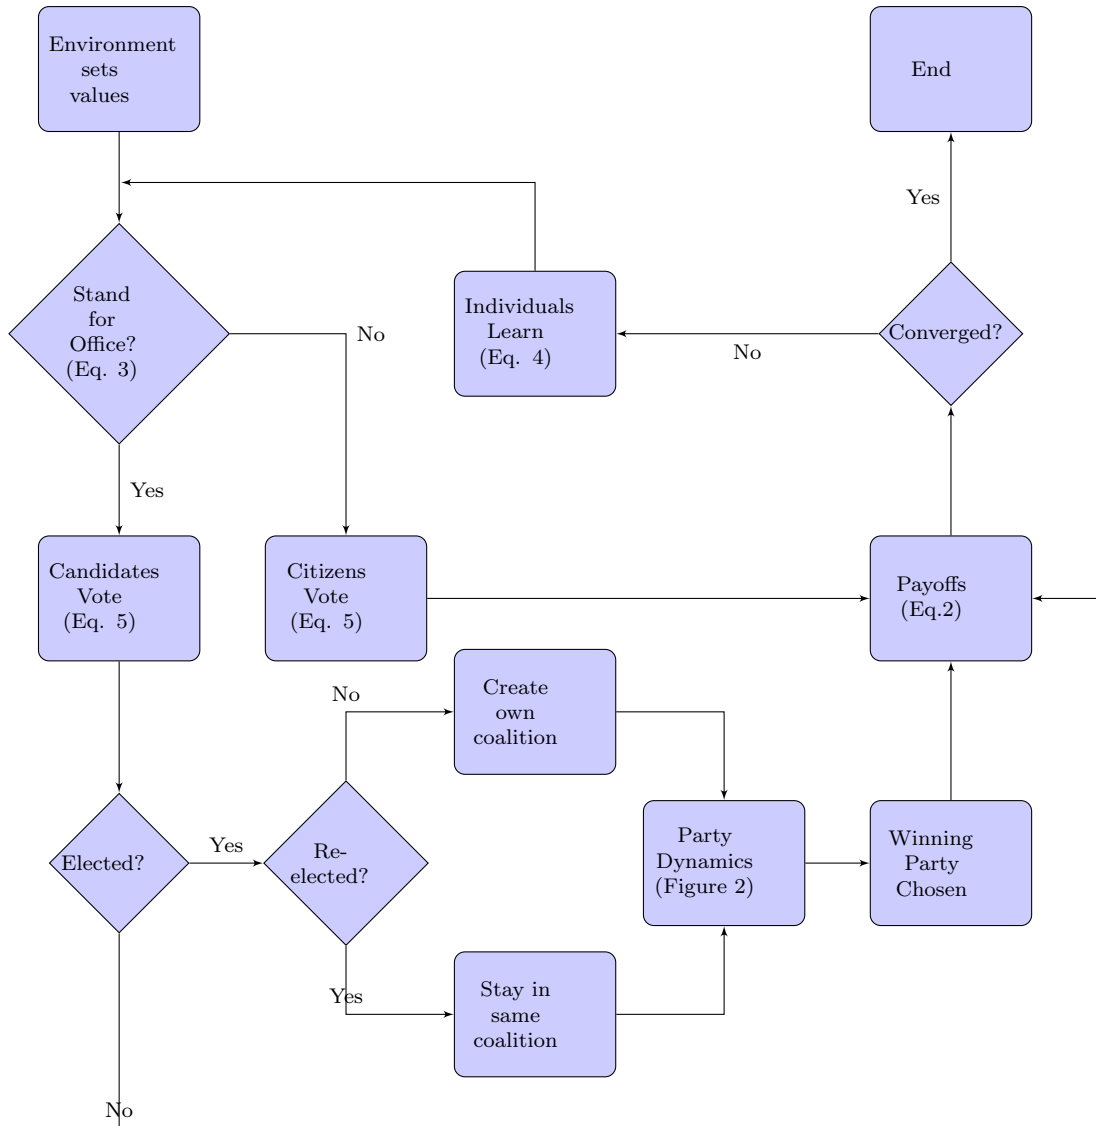 Environment
sets
values
End
Yes
Stand
for
Office?
(Eq. 3)
No
Individuals
Learn
(Eq. 4)
No
Converged?
Yes
Candidates
Vote
(Eq. 5)
Citizens
Vote
(Eq. 5)
Payoffs
(Eq.2)
No
Create
own
coalition
Elected?
Yes
Re-
elected?
Party
Dynamics
(Figure 2)
Winning
Party
Chosen
Yes
Stay in
same
coalition
No